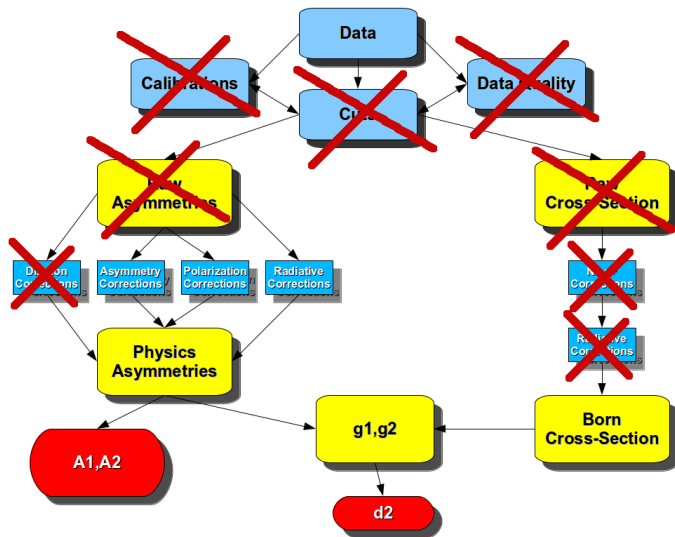 Data
Calibrations
Data Quality
Cuts
Raw
Asymmetries
Raw
Cross-Section
Dilution
Corrections
Asymmetry
Corrections
Polarization
Corrections
Radiative
Corrections
Corrections
Radiative
Corrections
Physics
Asymmetries
A1,A2
g1,g2
Born
Cross-Section
d2